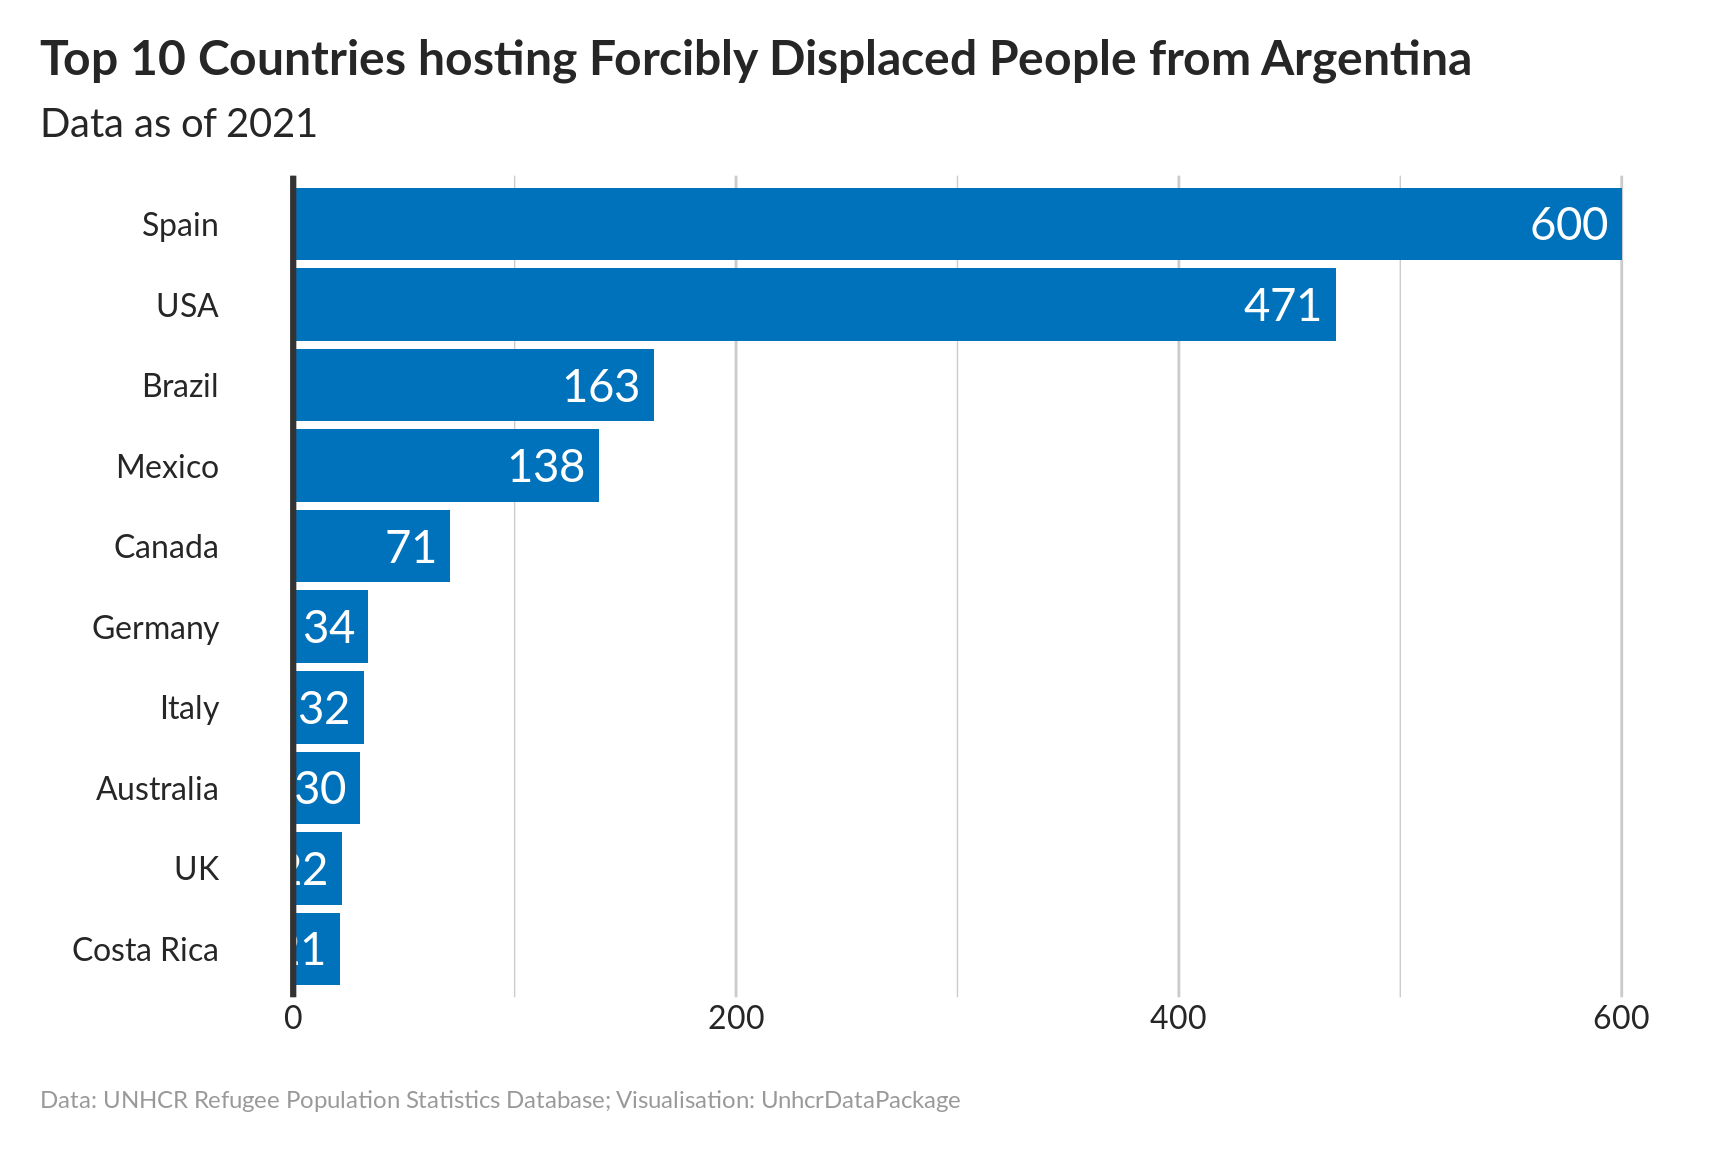 Top 10 Countries hosting Forcibly Displaced People from Argentina
Data as of 2021
Spain 600
USA 471
Brazil 163
Mexico 138
Canada 71
Germany 34
Italy 32
Australia 30
UK 22
Costa Rica 21
0 200 400 600
Data: UNHCR Refugee Population Statistics Database; Visualisation: UnhcrDataPackage